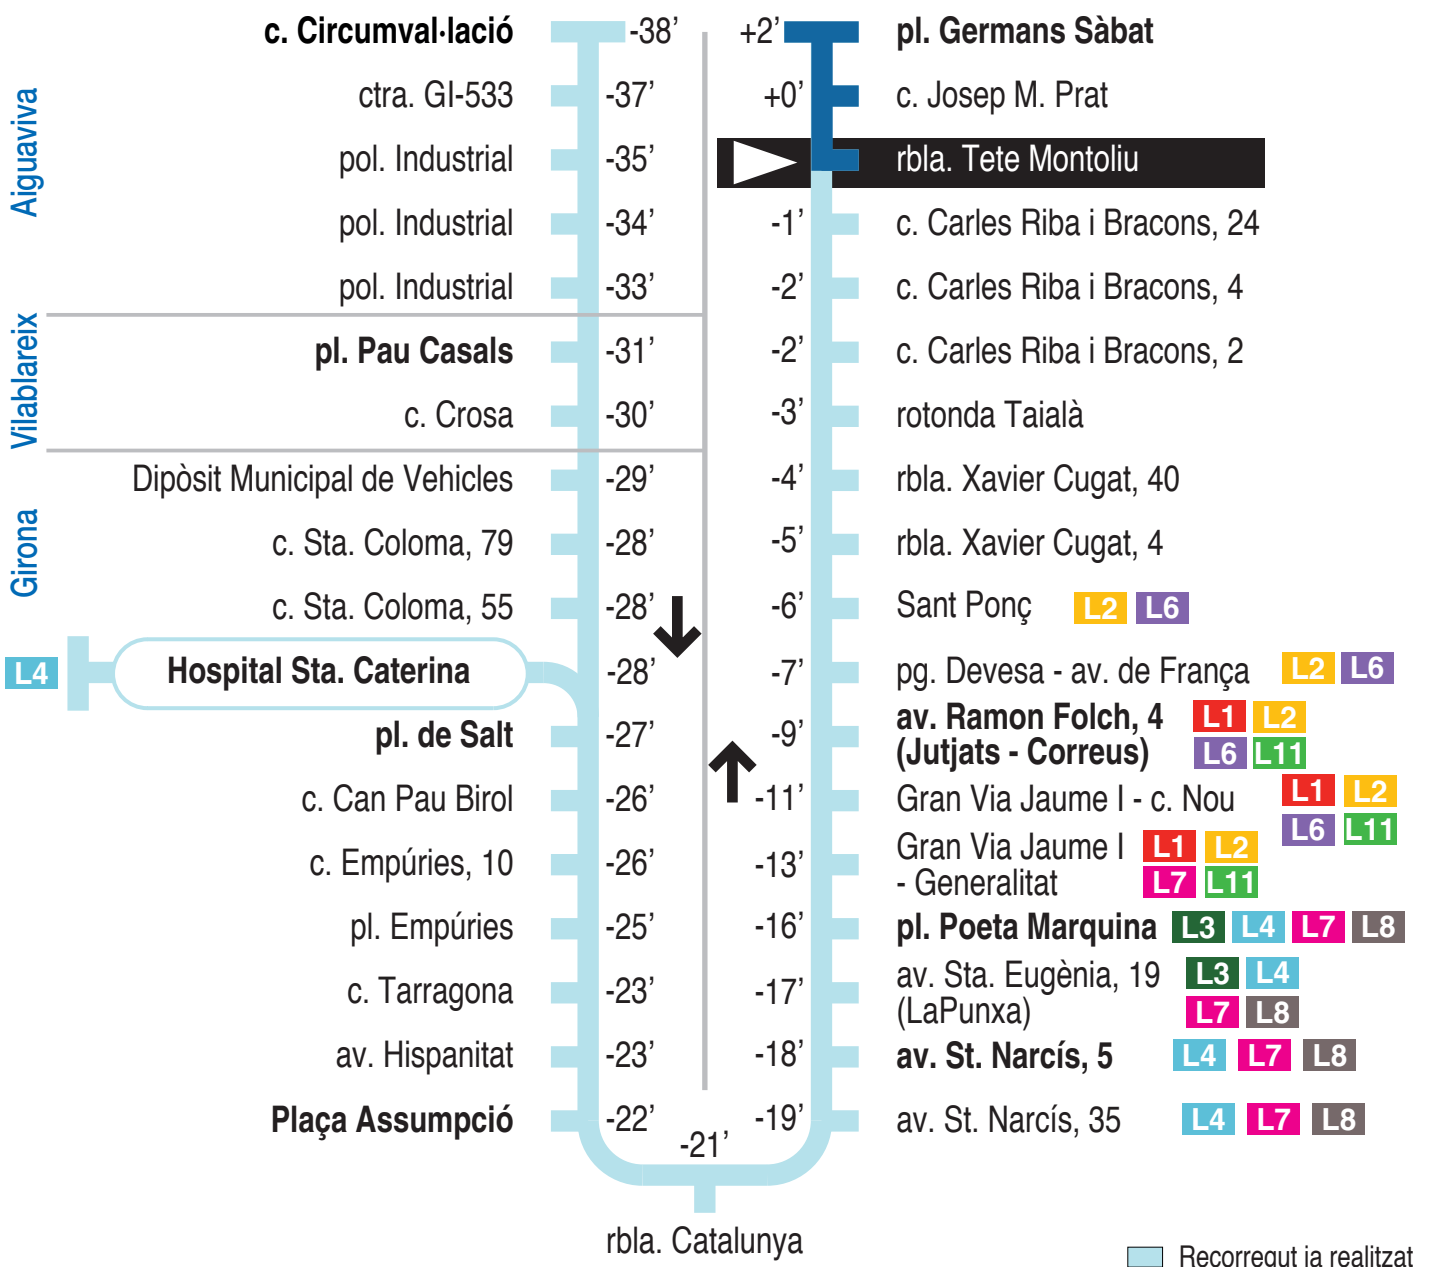 c. Circumval·lació -38’
ctra. GI-533 -37’
pol. Industrial -35’
pol. Industrial -34’
pol. Industrial -33’
Aiguaviva
pl. Pau Casals -31’
c. Crosa -30’
Vilablareix
Dipòsit Municipal de Vehicles -29’
c. Sta. Coloma, 79 -28’
c. Sta. Coloma, 55 -28’
Girona
L4 Hospital Sta. Caterina -28’
pl. de Salt -27’
c. Can Pau Birol -26’
c. Empúries, 10 -26’
pl. Empúries -25’
c. Tarragona -23’
av. Hispanitat -23’
Plaça Assumpció -22’
-21’
rbla. Catalunya
+2’ pl. Germans Sàbat
+0’ c. Josep M. Prat
rbla. Tete Montoliu
-1’ c. Carles Riba i Bracons, 24
-2’ c. Carles Riba i Bracons, 4
-2’ c. Carles Riba i Bracons, 2
-3’ rotonda Taialà
-4’ rbla. Xavier Cugat, 40
-5’ rbla. Xavier Cugat, 4
-6’ Sant Ponç L2 L6
-7’ pg. Devesa - av. de França L2 L6
-9’ av. Ramon Folch, 4 L1 L2
(Jutjats - Correus) L6 L11
-11’ Gran Via Jaume I - c. Nou L1 L2
L6 L11
-13’ Gran Via Jaume I L1 L2
- Generalitat L7 L11
-16’ pl. Poeta Marquina L3 L4 L7 L8
-17’ av. Sta. Eugènia, 19 L3 L4
(LaPunxa) L7 L8
-18’ av. St. Narcís, 5 L4 L7 L8
-19’ av. St. Narcís, 35 L4 L7 L8
Recorregut ja realitzat